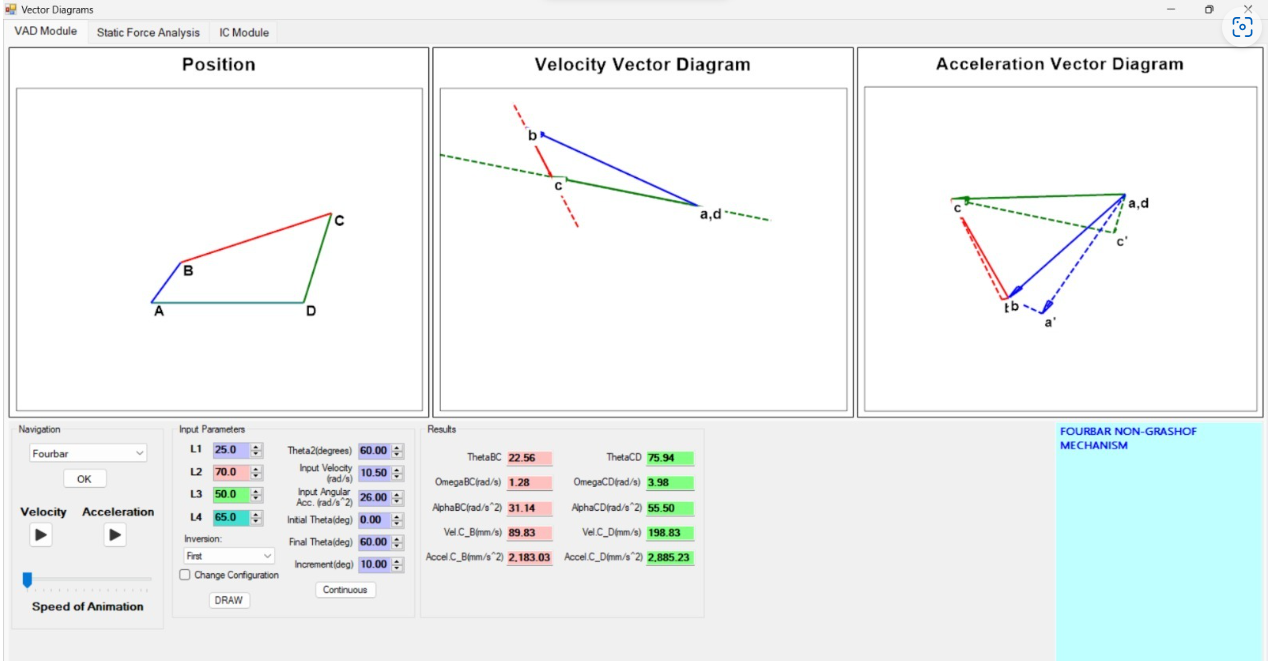 Vector Diagrams
VAD Module Static Force Analysis IC Module
Position
B
C
A
D
Velocity Vector Diagram
b
c
a,d
Acceleration Vector Diagram
c
a,d
c'
b
a'
Navigation
Fourbar
OK
Velocity Acceleration
Speed of Animation
Input Parameters
L1 25.0
L2 70.0
L3 50.0
L4 65.0
Inversion:
First
Change Configuration
DRAW
Theta2(degrees) 60.00
Input Velocity
(rad/s) 10.50
Input Angular
Acc. (rad/s^2) 26.00
Initial Theta(deg) 0.00
Final Theta(deg) 60.00
Increment(deg) 10.00
Continuous
Results
ThetaBC 22.56 ThetaCD 75.94
OmegaBC(rad/s) 1.28 OmegaCD(rad/s) 3.98
AlphaBC(rad/s^2) 31.14 AlphaCD(rad/s^2) 55.50
Vel.C_B(mm/s) 89.83 Vel.C_D(mm/s) 198.83
Accel.C_B(mm/s^2) 2,183.03 Accel.C_D(mm/s^2) 2,885.23
FOURBAR NON-GRASHOF
MECHANISM